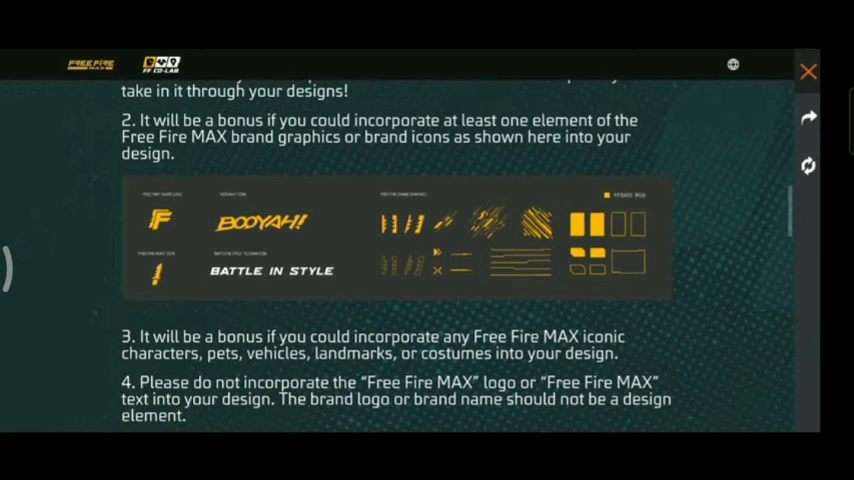 FREE FIRE
MAX
FF CO-LAB
take in it through your designs!
2. It will be a bonus if you could incorporate at least one element of the
Free Fire MAX brand graphics or brand icons as shown here into your
design.
BOOYAH!
BATTLE IN STYLE
3. It will be a bonus if you could incorporate any Free Fire MAX iconic
characters, pets, vehicles, landmarks, or costumes into your design.
4. Please do not incorporate the “Free Fire MAX” logo or “Free Fire MAX”
text into your design. The brand logo or brand name should not be a design
element.